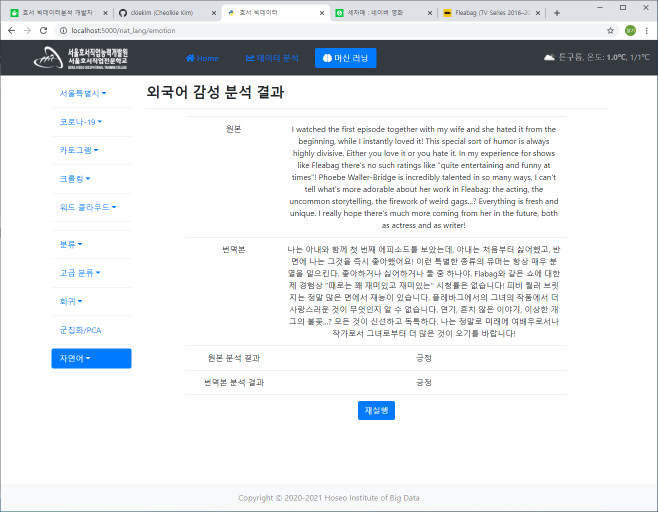 호서 빅데이터분석 개발자
ckiekim (Cheolkie Kim)
호서 빅데이터
세자매 : 네이버 영화
Fleabag (TV Series 2016–20
localhost:5000/nat_lang/emotion
서울호서직업능력개발원
서울호서직업전문학교
Home
데이터 분석
머신 러닝
둔구름, 온도: 1.0℃, 1/1℃
서울특별시
코로나-19
카토그램
크롤링
워드 클라우드
분류
고급 분류
회귀
군집화/PCA
자연어
외국어 감성 분석 결과
원본
I watched the first episode together with my wife and she hated it from the
beginning, while I instantly loved it! This special sort of humor is always
highly divisive. Either you love it or you hate it. In my experience for shows
like Fleabag there's no such ratings like "quite entertaining and funny at
times"! Phoebe Waller-Bridge is incredibly talented in so many ways, I can't
tell what's more adorable about her work in Fleabag: the acting, the
uncommon storytelling, the firework of weird gags...? Everything is fresh and
unique. I really hope there's much more coming from her in the future, both
as actress and as writer!
번역본
나는 아내와 함께 첫 번째 에피소드를 보았는데, 아내는 처음부터 싫어했고, 반
면에 나는 그것을 즉시 좋아했어요! 이런 특별한 종류의 유머는 항상 매우 분
열을 일으킨다. 좋아하거나 싫어하거나 둘 중 하나야. Flabag와 같은 쇼에 대한
제 경험상 "때로는 꽤 재미있고 재미있는" 시청률은 없습니다! 피비 월러 브릿
지는 정말 많은 면에서 재능이 있습니다. 플레바그에서의 그녀의 작품에서 더
사랑스러운 것이 무엇인지 알 수 없습니다. 연기, 흔치 않은 이야기, 이상한 개
그의 불꽃...? 모든 것이 신선하고 독특하다. 나는 정말로 미래에 여배우로서나
작가로서 그녀로부터 더 많은 것이 오기를 바랍니다!
원본 분석 결과
긍정
번역본 분석 결과
긍정
재실행
Copyright © 2020-2021 Hoseo Institute of Big Data